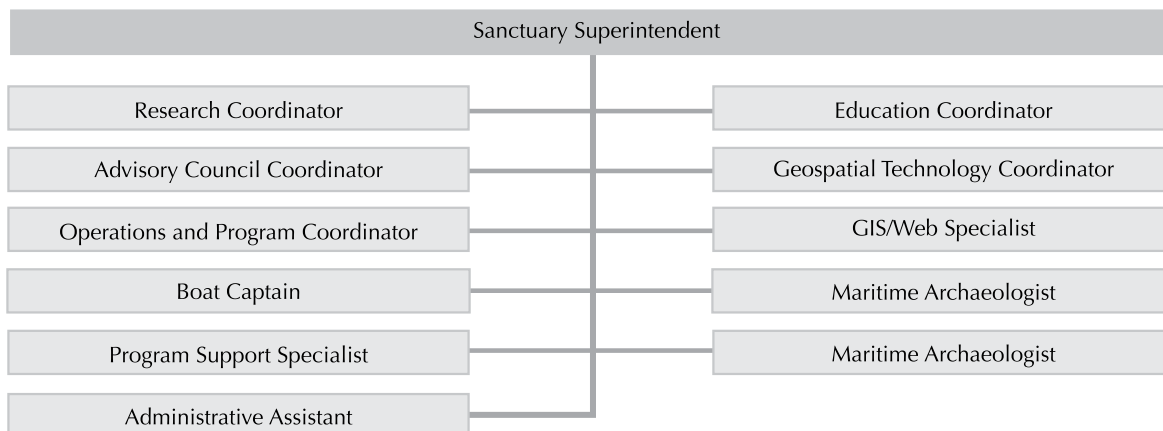 Sanctuary Superintendent
Research Coordinator
Education Coordinator
Advisory Council Coordinator
Geospatial Technology Coordinator
Operations and Program Coordinator
GIS/Web Specialist
Boat Captain
Maritime Archaeologist
Program Support Specialist
Maritime Archaeologist
Administrative Assistant